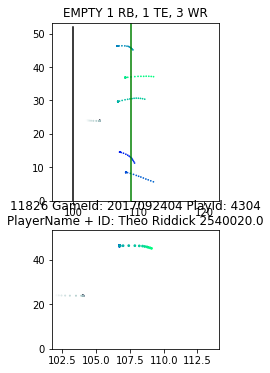 EMPTY 1 RB, 1 TE, 3 WR
50
40
30
20
10
0
100 110 120
11826 GameId: 2017092404 PlayId: 4304
PlayerName + ID: Theo Riddick 2540020.0
40
20
0
102.5 105.0 107.5 110.0 112.5